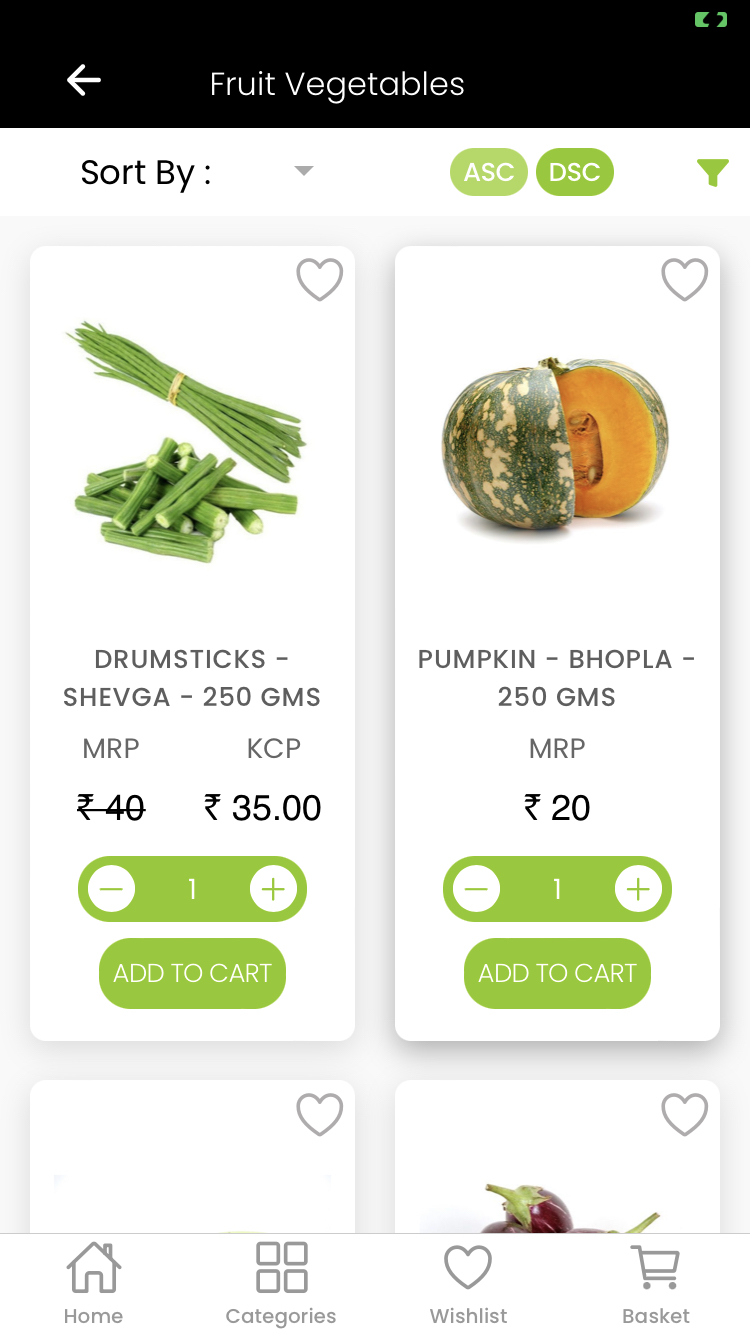 Fruit Vegetables
Sort By :
ASC DSC
DRUMSTICKS -
SHEVGA - 250 GMS
MRP KCP
₹ 40 ₹ 35.00
1
ADD TO CART
PUMPKIN - BHOPLA -
250 GMS
MRP
₹ 20
1
ADD TO CART
Home Categories Wishlist Basket